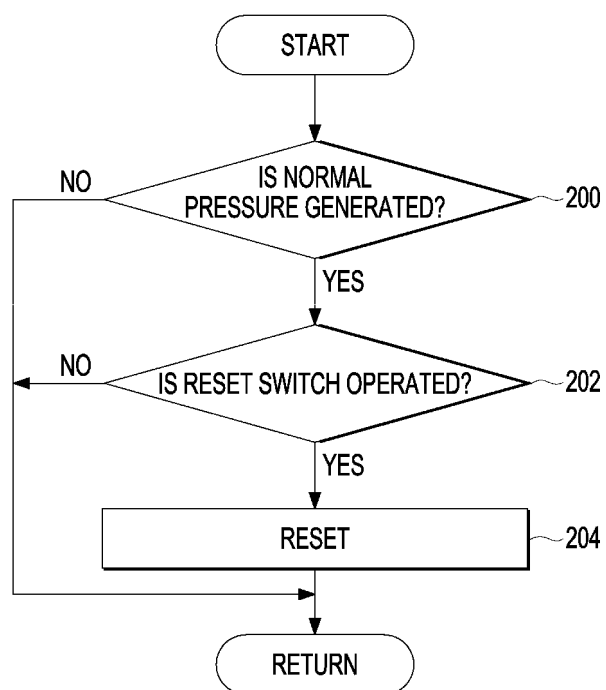 START
NO
IS NORMAL
PRESSURE GENERATED?
200
YES
NO
IS RESET SWITCH OPERATED?
202
YES
RESET
204
RETURN